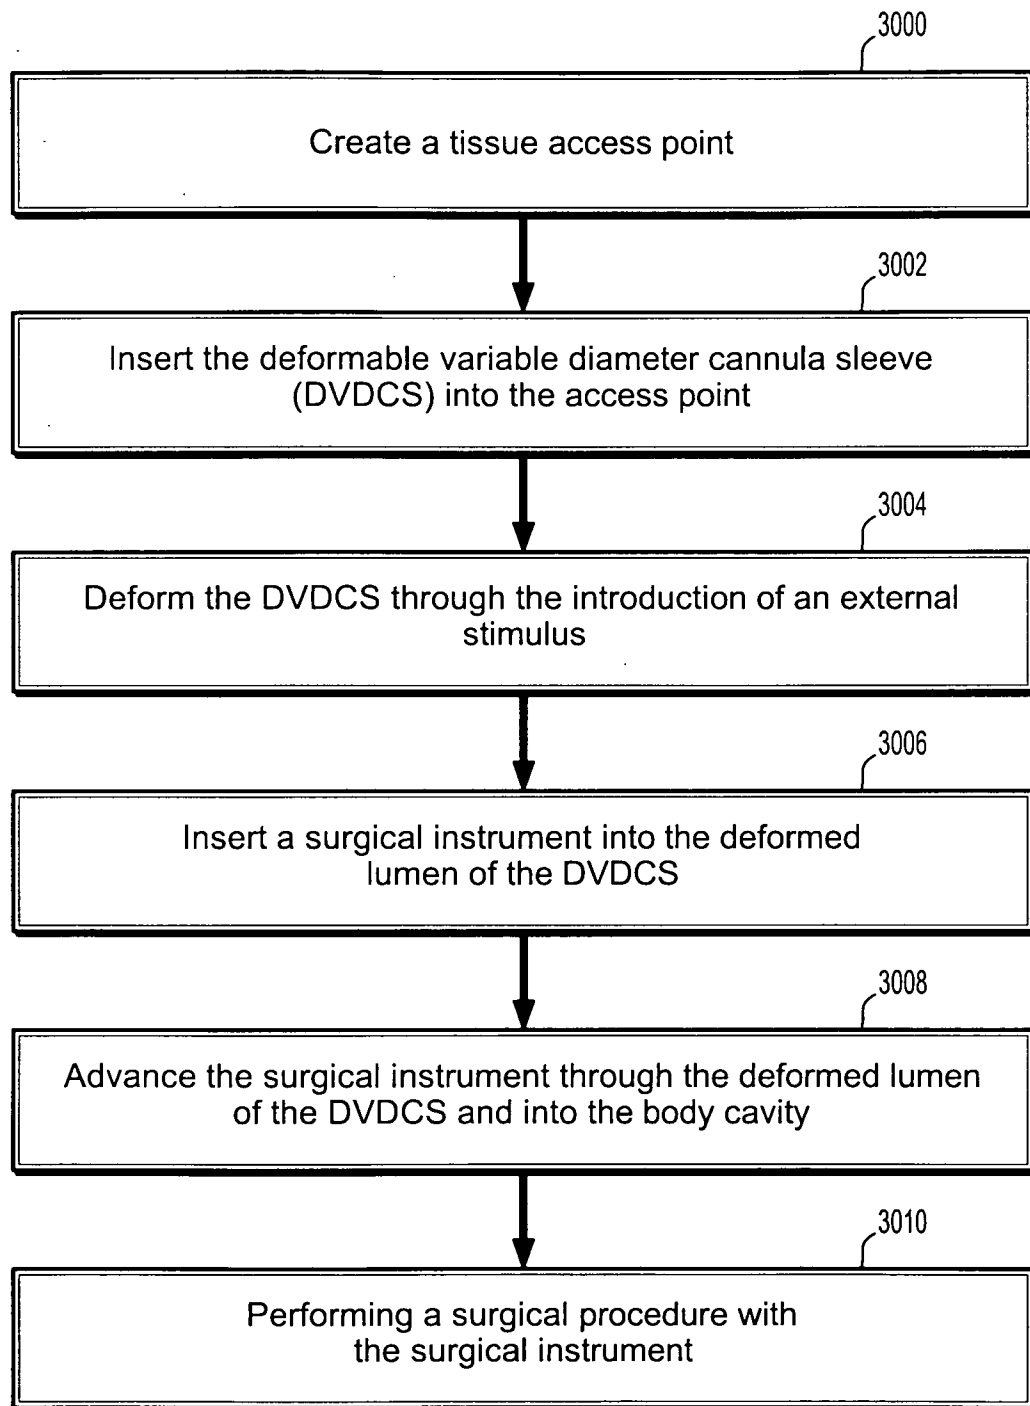 3000
Create a tissue access point
3002
Insert the deformable variable diameter cannula sleeve
(DVDCS) into the access point
3004
Deform the DVDCS through the introduction of an external
stimulus
3006
Insert a surgical instrument into the deformed
lumen of the DVDCS
3008
Advance the surgical instrument through the deformed lumen
of the DVDCS and into the body cavity
3010
Performing a surgical procedure with
the surgical instrument